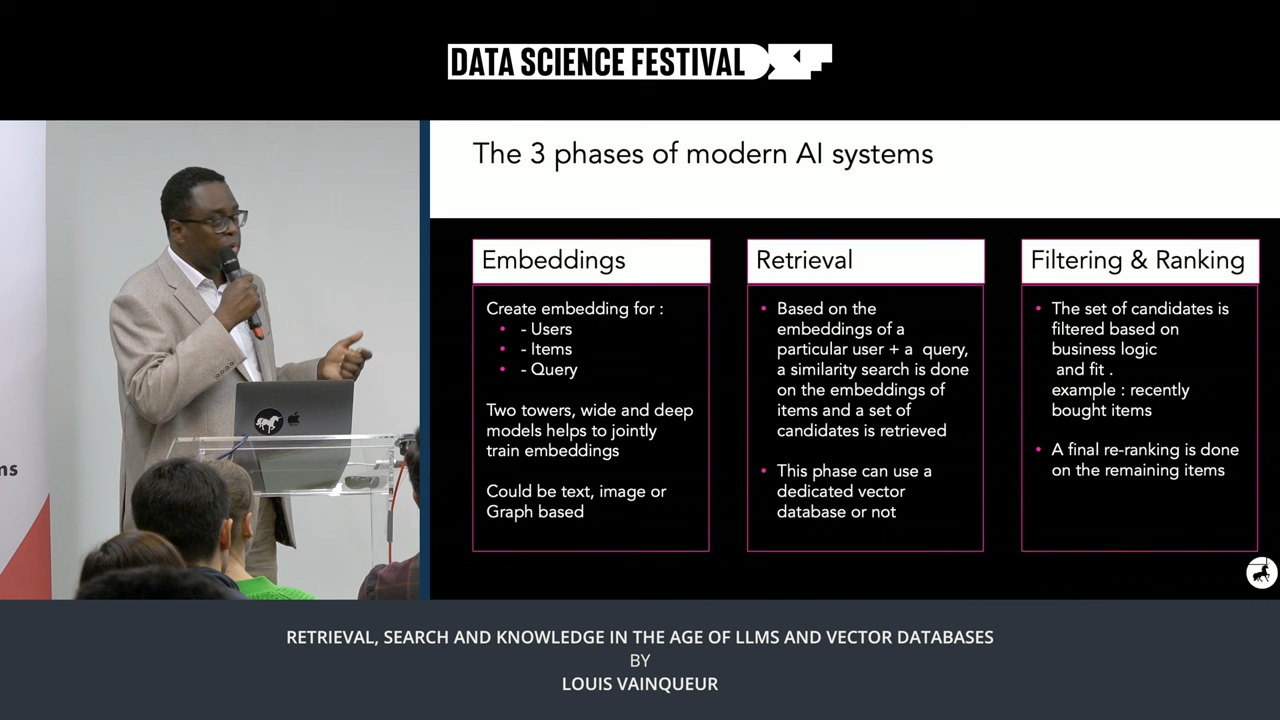 DATA SCIENCE FESTIVAL
The 3 phases of modern AI systems
Embeddings
Create embedding for :
• - Users
• - Items
• - Query
Two towers, wide and deep
models helps to jointly
train embeddings
Could be text, image or
Graph based
Retrieval
• Based on the
embeddings of a
particular user + a query,
a similarity search is done
on the embeddings of
items and a set of
candidates is retrieved
• This phase can use a
dedicated vector
database or not
Filtering & Ranking
• The set of candidates is
filtered based on
business logic
and fit .
example : recently
bought items
• A final re-ranking is done
on the remaining items
ns
RETRIEVAL, SEARCH AND KNOWLEDGE IN THE AGE OF LLMS AND VECTOR DATABASES
BY
LOUIS VAINQUEUR